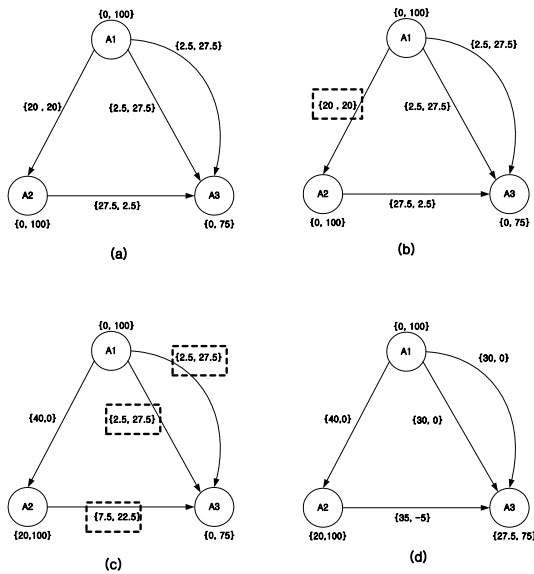 {0, 100}
A1
{2.5, 27.5}
{20 , 20}
{2.5, 27.5}
A2
A3
{27.5, 2.5}
{0, 100}
{0, 75}
(a)
{0, 100}
A1
{2.5, 27.5}
{20 , 20}
{2.5, 27.5}
A2
A3
{27.5, 2.5}
{0, 100}
{0, 75}
(b)
{0, 100}
A1
{2.5, 27.5}
{40,0}
{2.5, 27.5}
A2
A3
{7.5, 22.5}
{20,100}
{0, 75}
(c)
{0, 100}
A1
{30, 0}
{40,0}
{30, 0}
A2
A3
{35, -5}
{20,100}
{27.5, 75}
(d)